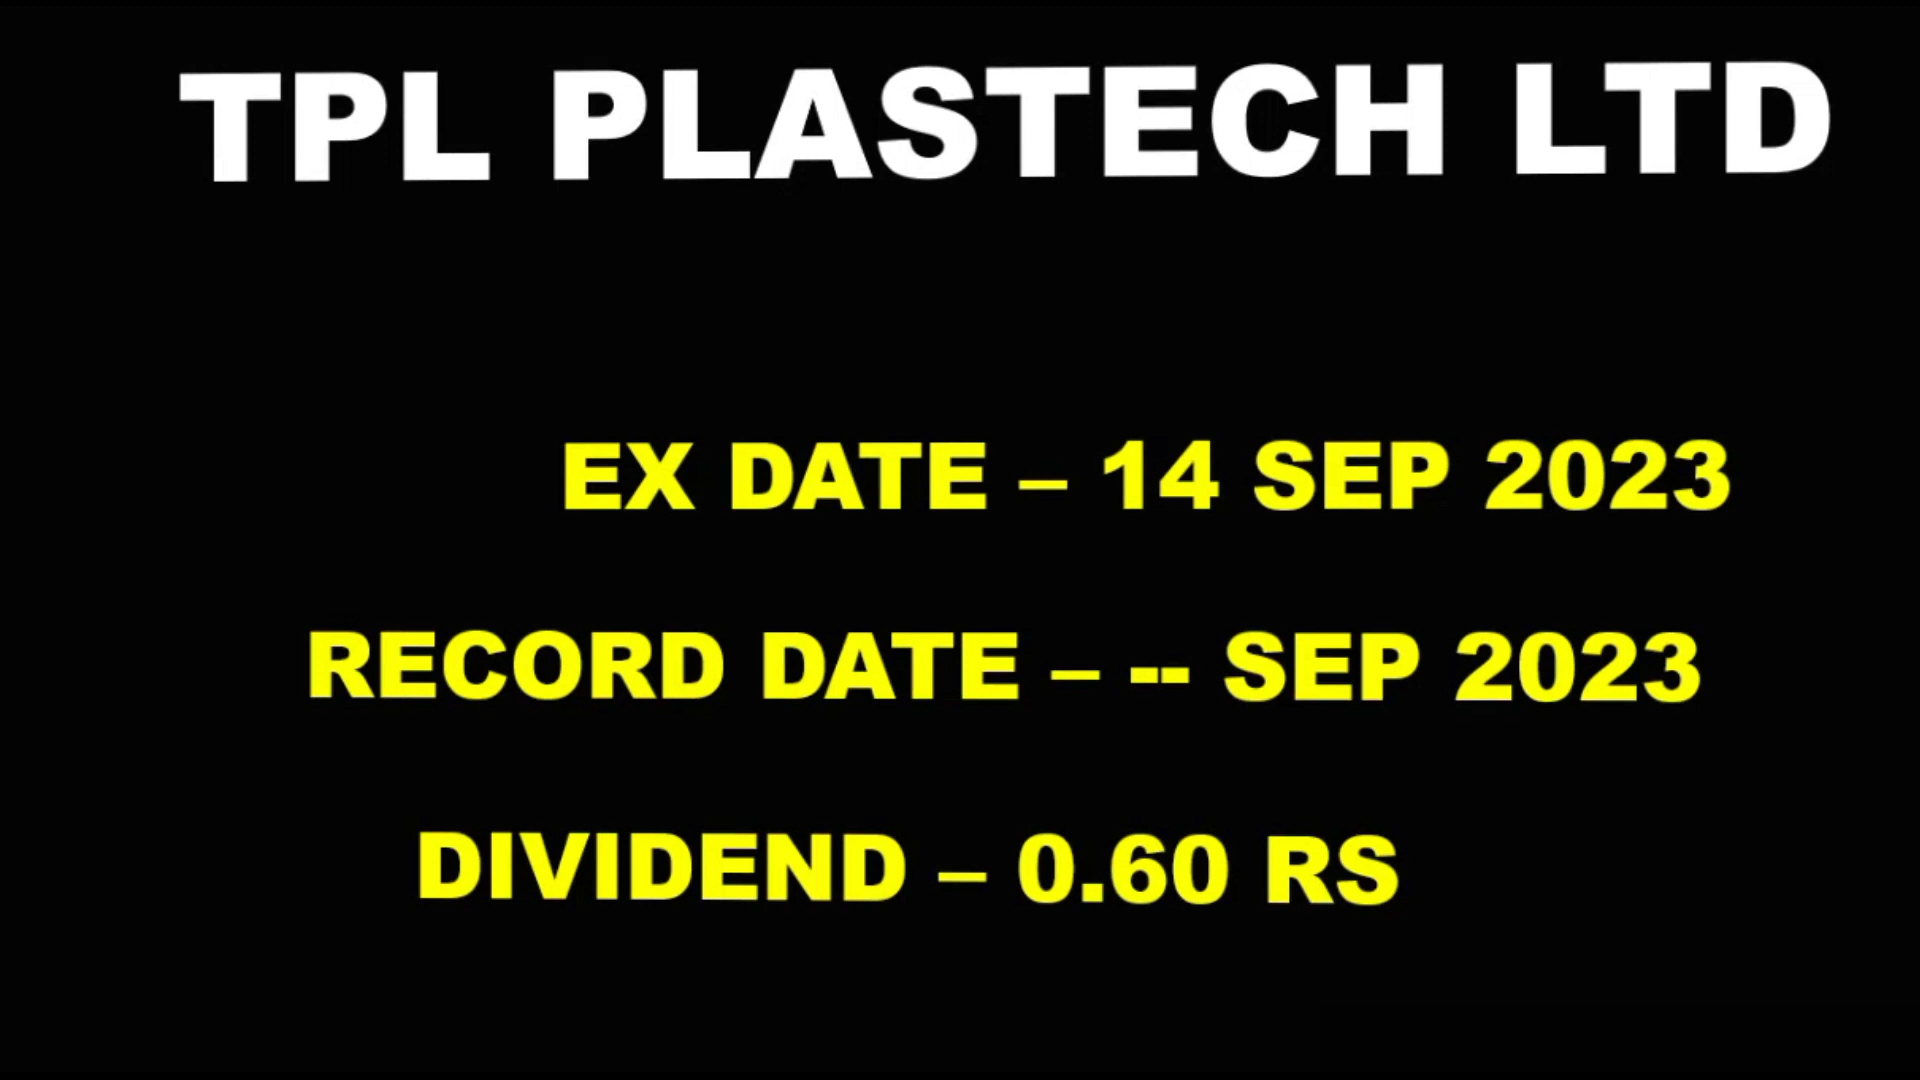 TPL PLASTECH LTD
EX DATE – 14 SEP 2023
RECORD DATE – -- SEP 2023
DIVIDEND – 0.60 RS